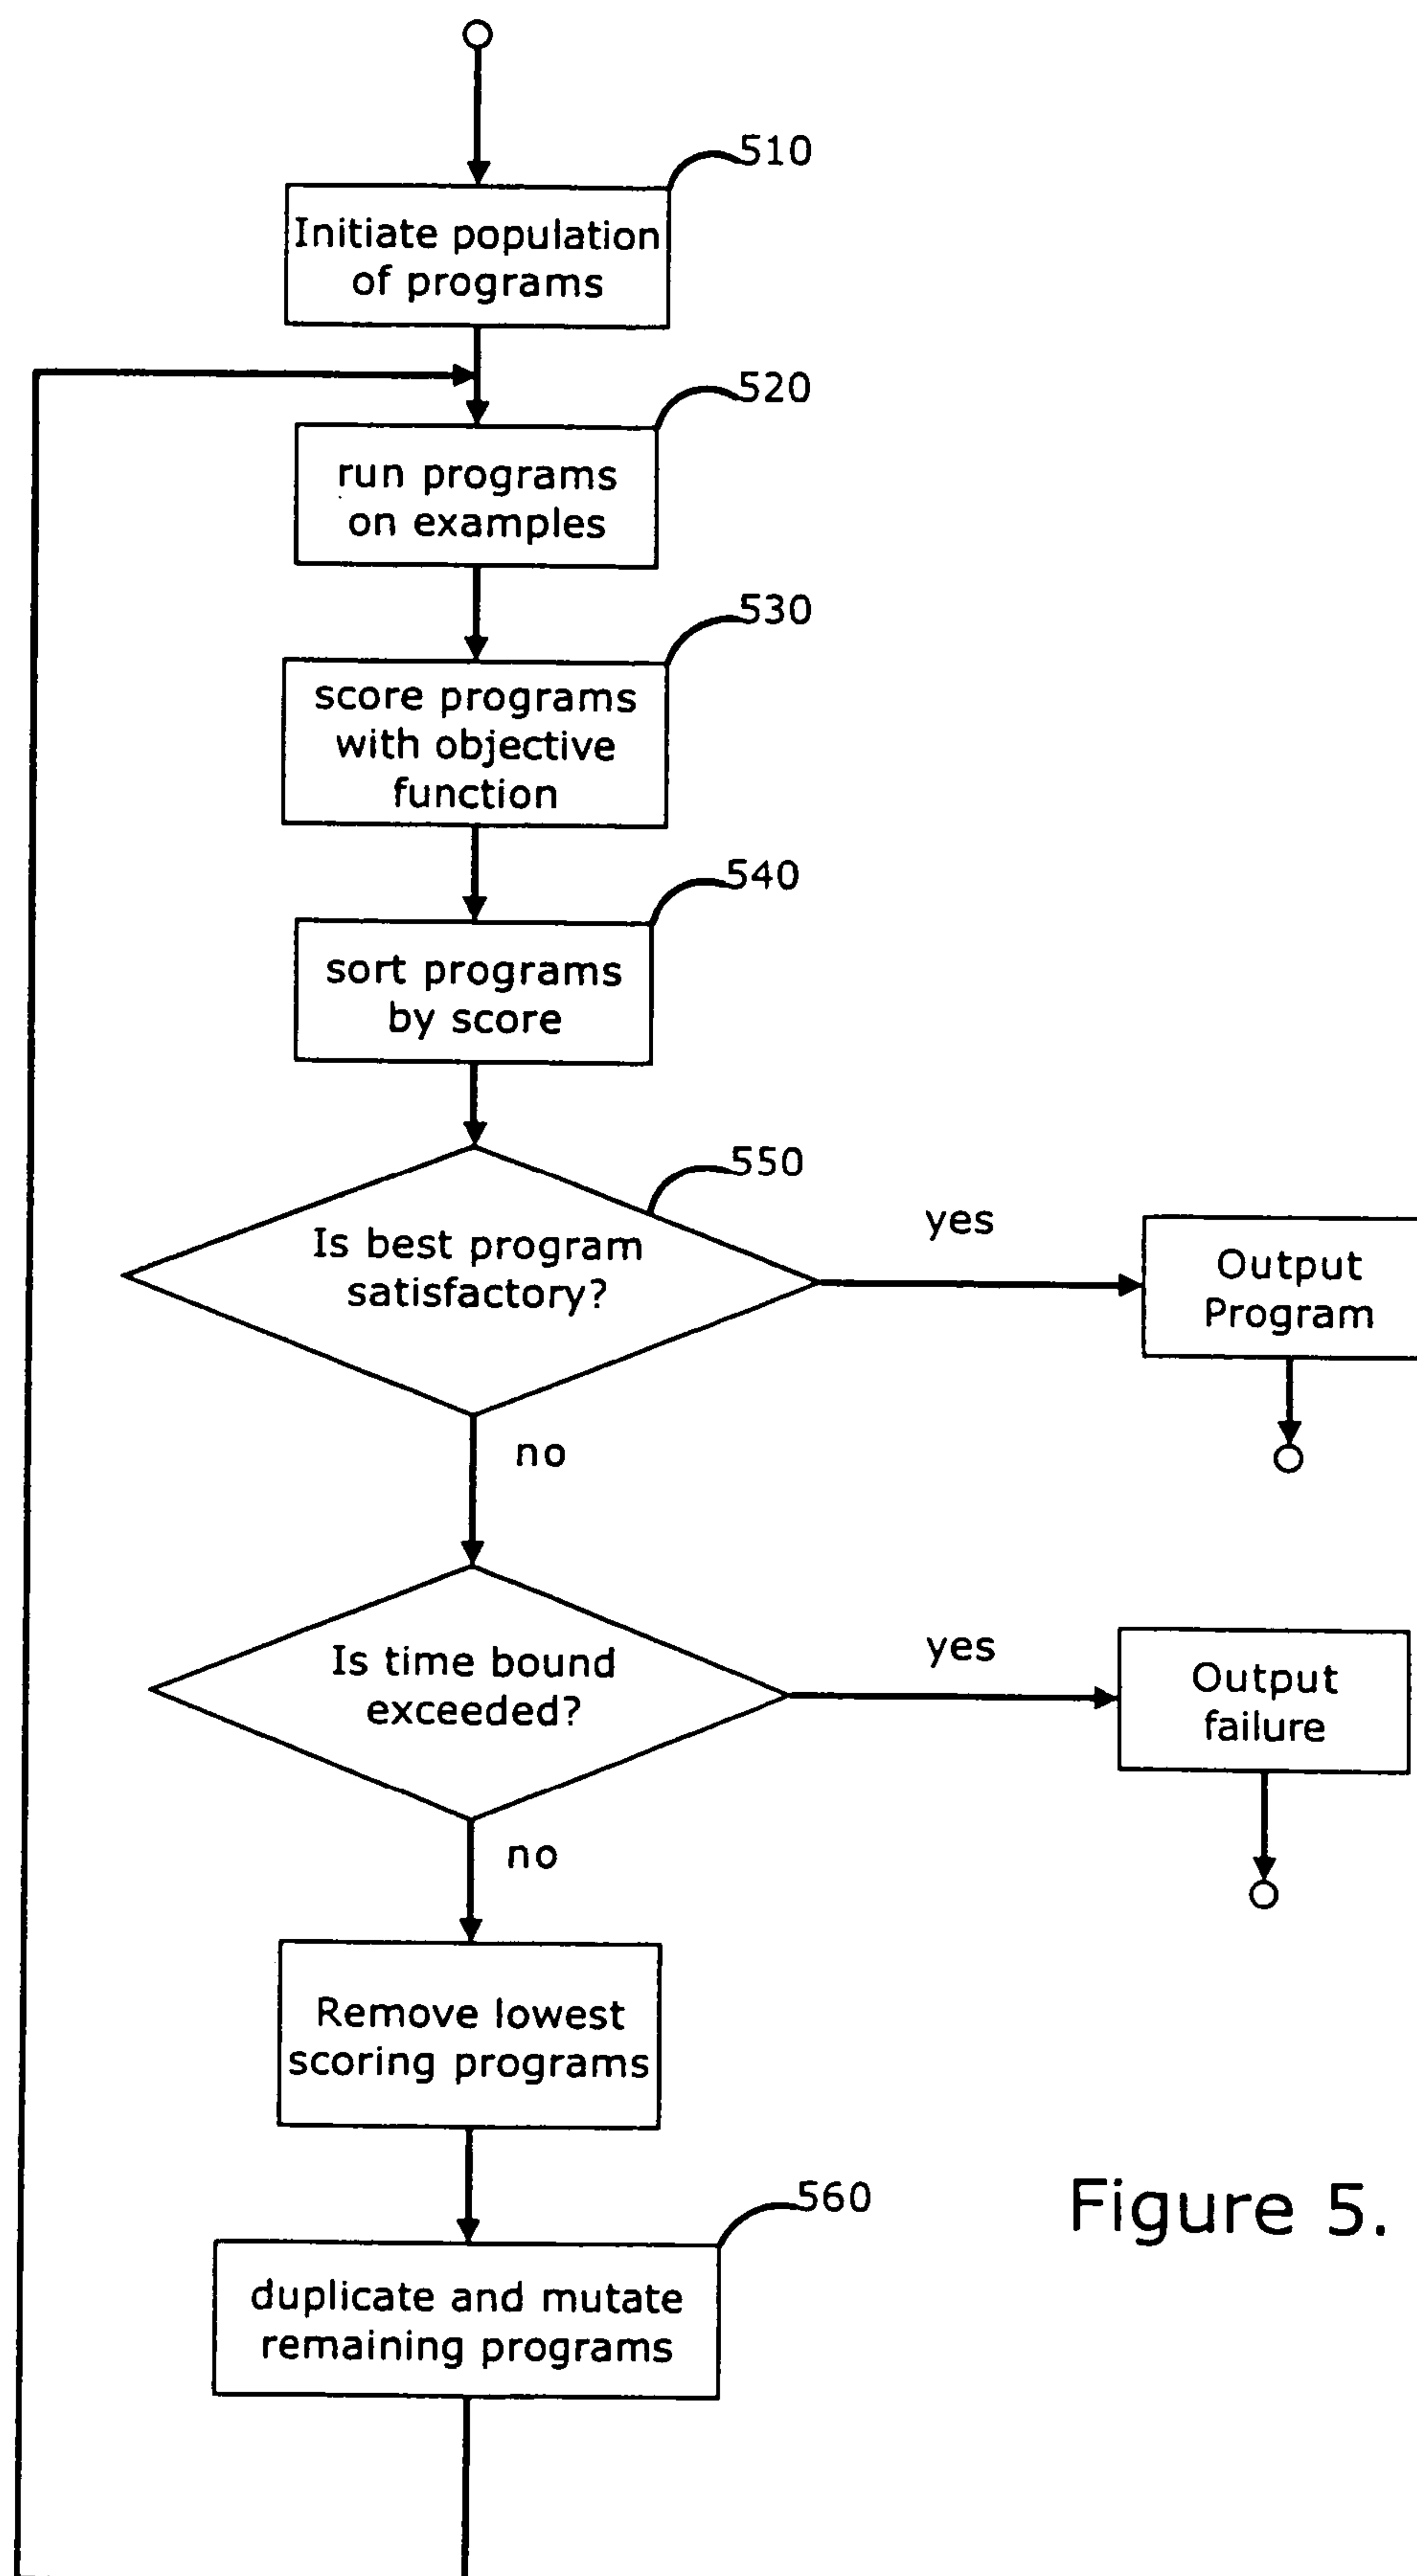 510
Initiate population
of programs
520
run programs
on examples
530
score programs
with objective
function
540
sort programs
by score
550
Is best program
satisfactory?
yes
Output
Program
no
Is time bound
exceeded?
yes
Output
failure
no
Remove lowest
scoring programs
560
duplicate and mutate
remaining programs
Figure 5.